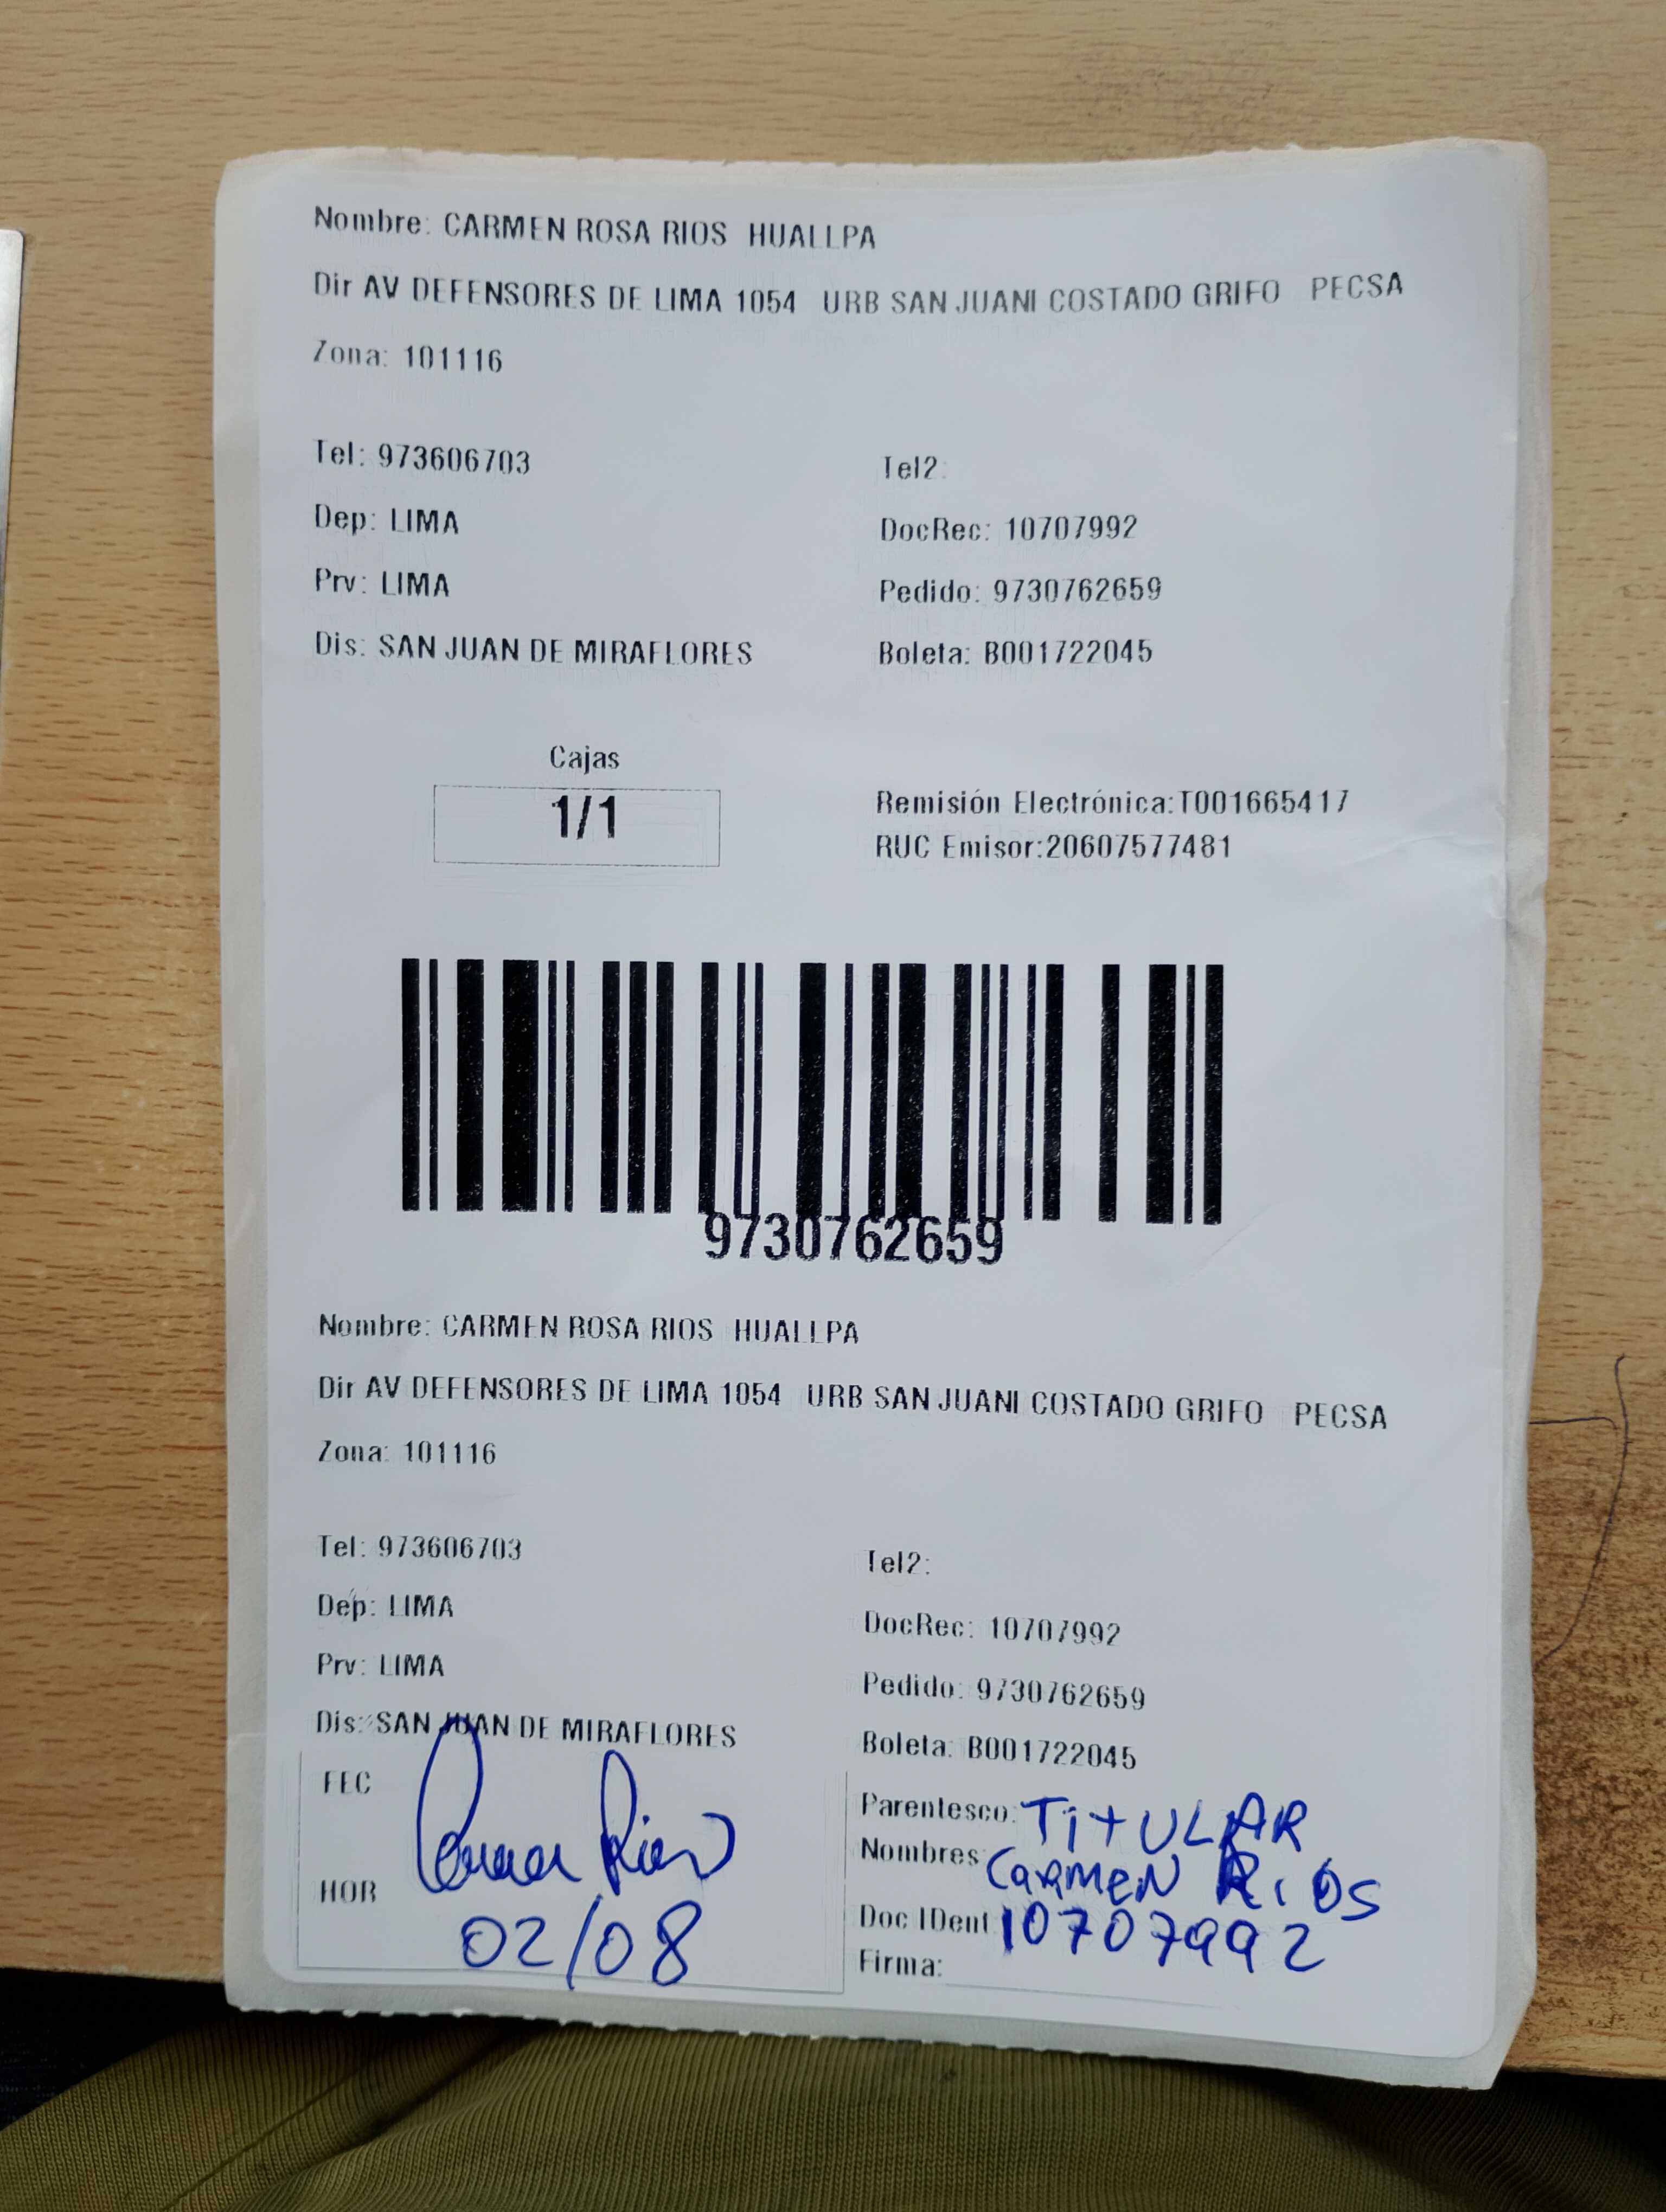 Nombre: CARMEN ROSA RIOS HUALLPA
Dir AV DEFENSORES DE LIMA 1054 URB SAN JUANI COSTADO GRIFO PECSA
Zona: 101116
Tel: 973606703 Tel2:
Dep: LIMA DocRec: 10707992
Prv: LIMA Pedido: 9730762659
Dis: SAN JUAN DE MIRAFLORES Boleta: B001722045
Cajas
1/1
Remisión Electrónica:T001665417
RUC Emisor:20607577481
9730762659
Nombre: CARMEN ROSA RIOS HUALLPA
Dir AV DEFENSORES DE LIMA 1054 URB SAN JUANI COSTADO GRIFO PECSA
Zona: 101116
Tel: 973606703 Tel2:
Dep: LIMA DocRec: 10707992
Prv: LIMA Pedido: 9730762659
Dis: SAN JUAN DE MIRAFLORES Boleta: B001722045
FEC
HOR
02/08
Parentesco: TiTULAR
Nombres CARMEN RiOS
Doc IDent 10707992
Firma: